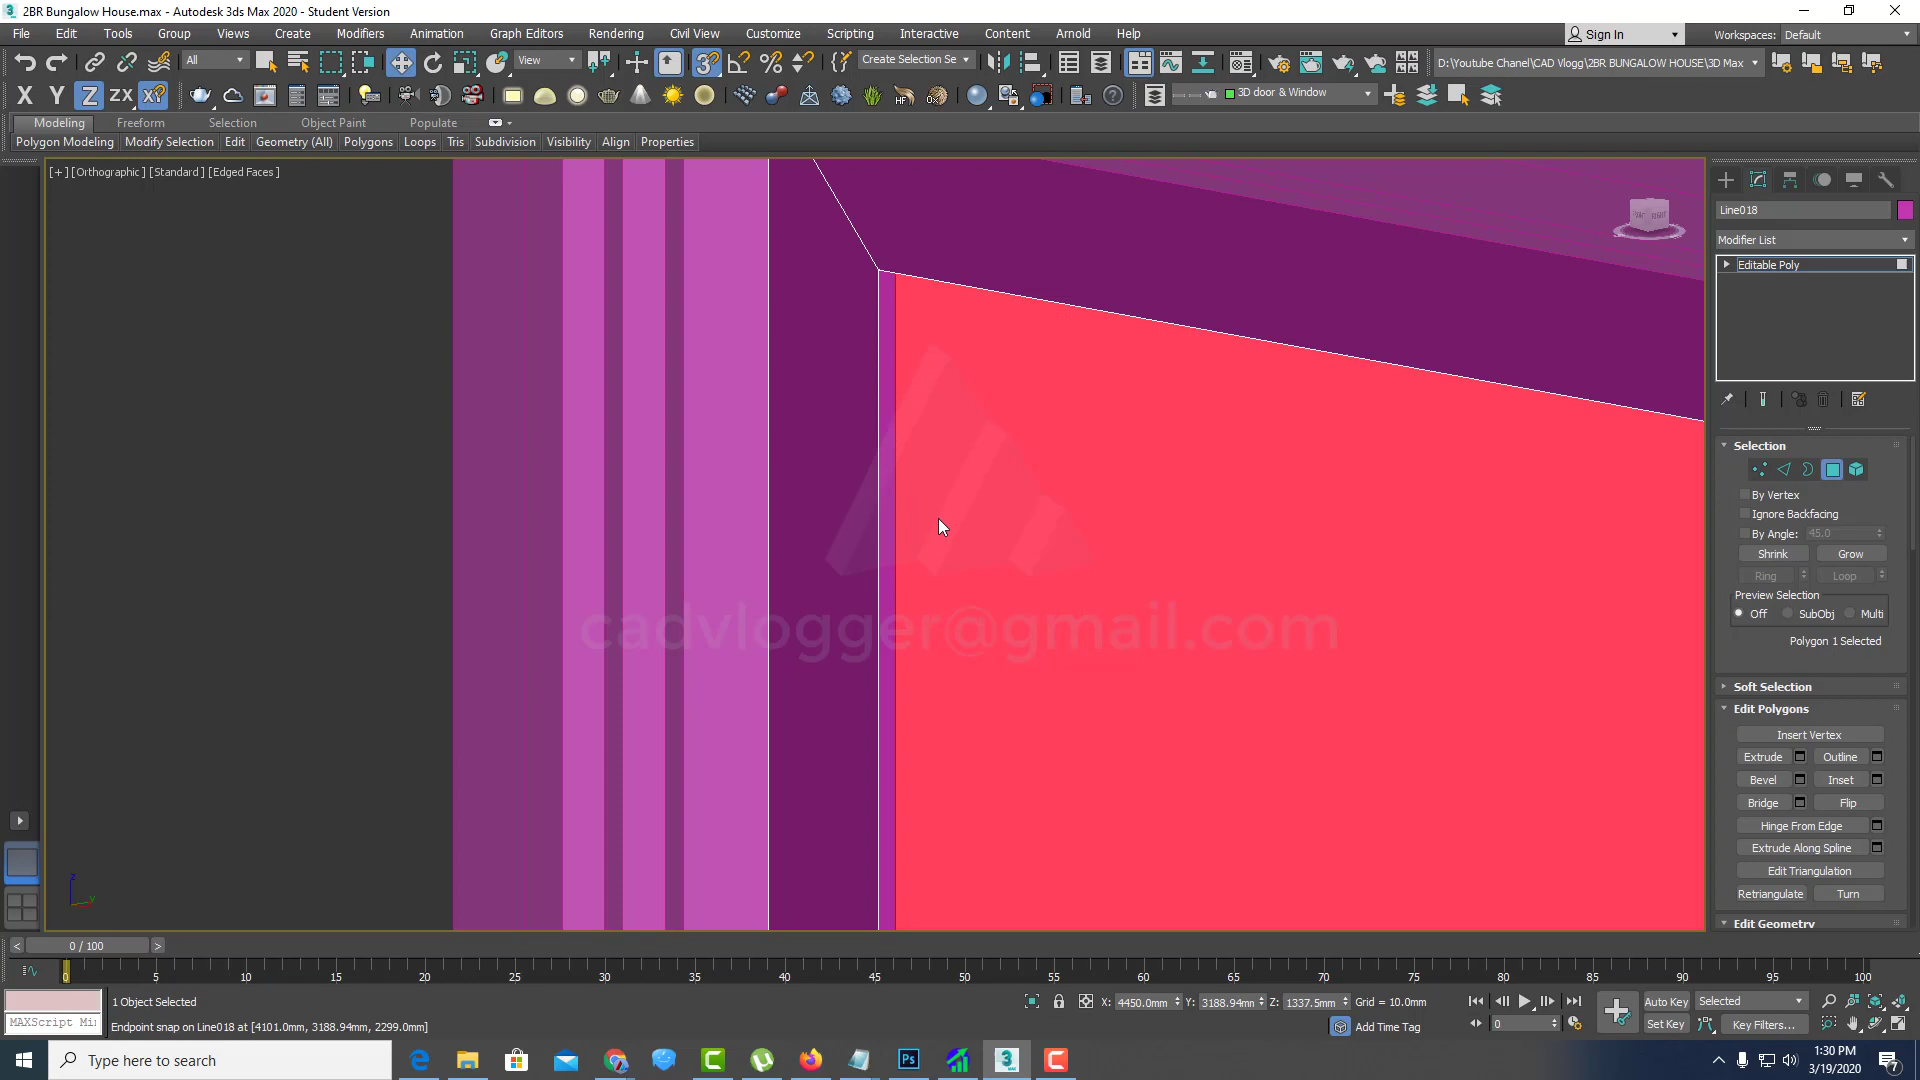 2BR Bungalow House.max - Autodesk 3ds Max 2020 - Student Version
File Edit Tools Group Views Create Modifiers Animation Graph Editors Rendering Civil View Customize Scripting Interactive Content Arnold Help Sign In Workspaces: Default
All View Create Selection Se D:\Youtube Chanel\CAD Vlogg\2BR BUNGALOW HOUSE\3D Max
X Y Z ZX XY 3D door & Window
Modeling Freeform Selection Object Paint Populate
Polygon Modeling Modify Selection Edit Geometry (All) Polygons Loops Tris Subdivision Visibility Align Properties
[+] [Orthographic] [Standard] [Edged Faces]
Line018
Modifier List
Editable Poly
Selection
By Vertex
Ignore Backfacing
By Angle: 45.0
Shrink Grow
Ring Loop
Preview Selection
Off SubObj Multi
Polygon 1 Selected
Soft Selection
Edit Polygons
Insert Vertex
Extrude Outline
Bevel Inset
Bridge Flip
Hinge From Edge
Extrude Along Spline
Edit Triangulation
Retriangulate Turn
Edit Geometry
cadvlogger@gmail.com
z
y
< 0 / 100 >
0 5 10 15 20 25 30 35 40 45 50 55 60 65 70 75 80 85 90 95 100
1 Object Selected X: 4450.0mm Y: 3188.94mn Z: 1337.5mm Grid = 10.0mm Auto Key Selected
MAXScript Mi Endpoint snap on Line018 at [4101.0mm, 3188.94mm, 2299.0mm] Add Time Tag 0 Set Key Key Filters...
Type here to search
Ps
3
MAX
1:30 PM
3/19/2020
7